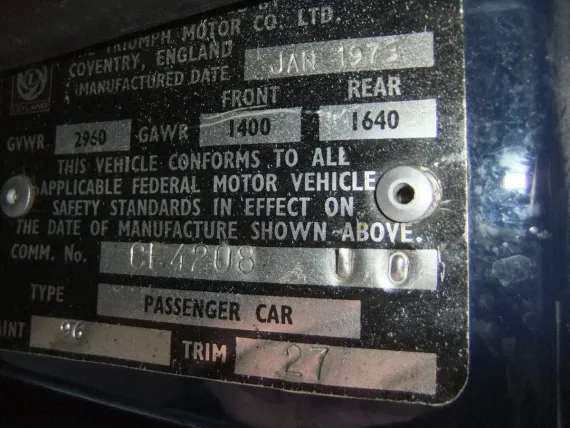 TRIUMPH MOTOR CO. LTD.
COVENTRY, ENGLAND
MANUFACTURED DATE JAN 1973
FRONT REAR
GVWR 2960 GAWR 1400 1640
THIS VEHICLE CONFORMS TO ALL
APPLICABLE FEDERAL MOTOR VEHICLE
SAFETY STANDARDS IN EFFECT ON
THE DATE OF MANUFACTURE SHOWN ABOVE.
COMM. No. CF4208 U O
TYPE PASSENGER CAR
96 TRIM 27